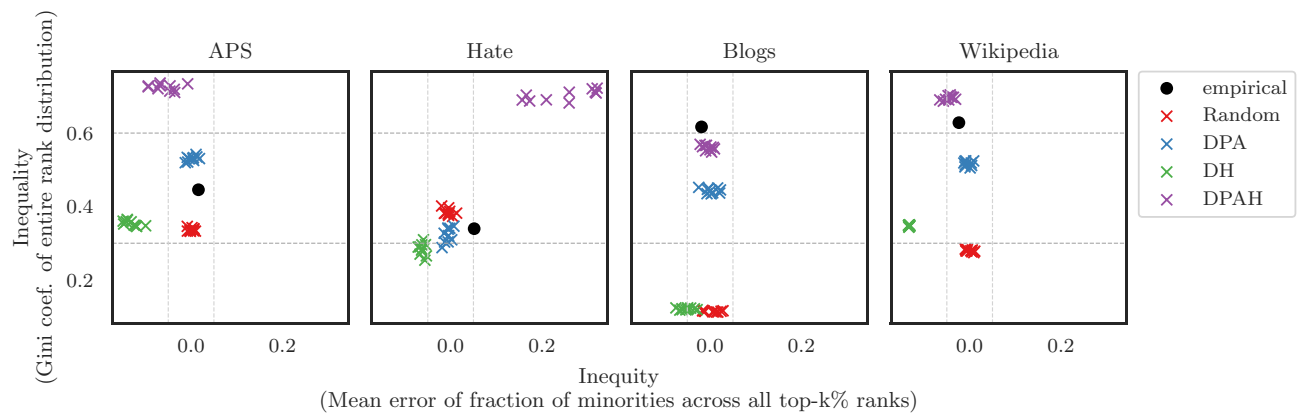 APS
Hate
Blogs
Wikipedia
Inequality
(Gini coef. of entire rank distribution)
0.6
0.4
0.2
0.0
0.2
0.0
0.2
0.0
0.2
0.0
0.2
Inequity
(Mean error of fraction of minorities across all top-k% ranks)
empirical
Random
DPA
DH
DPAH